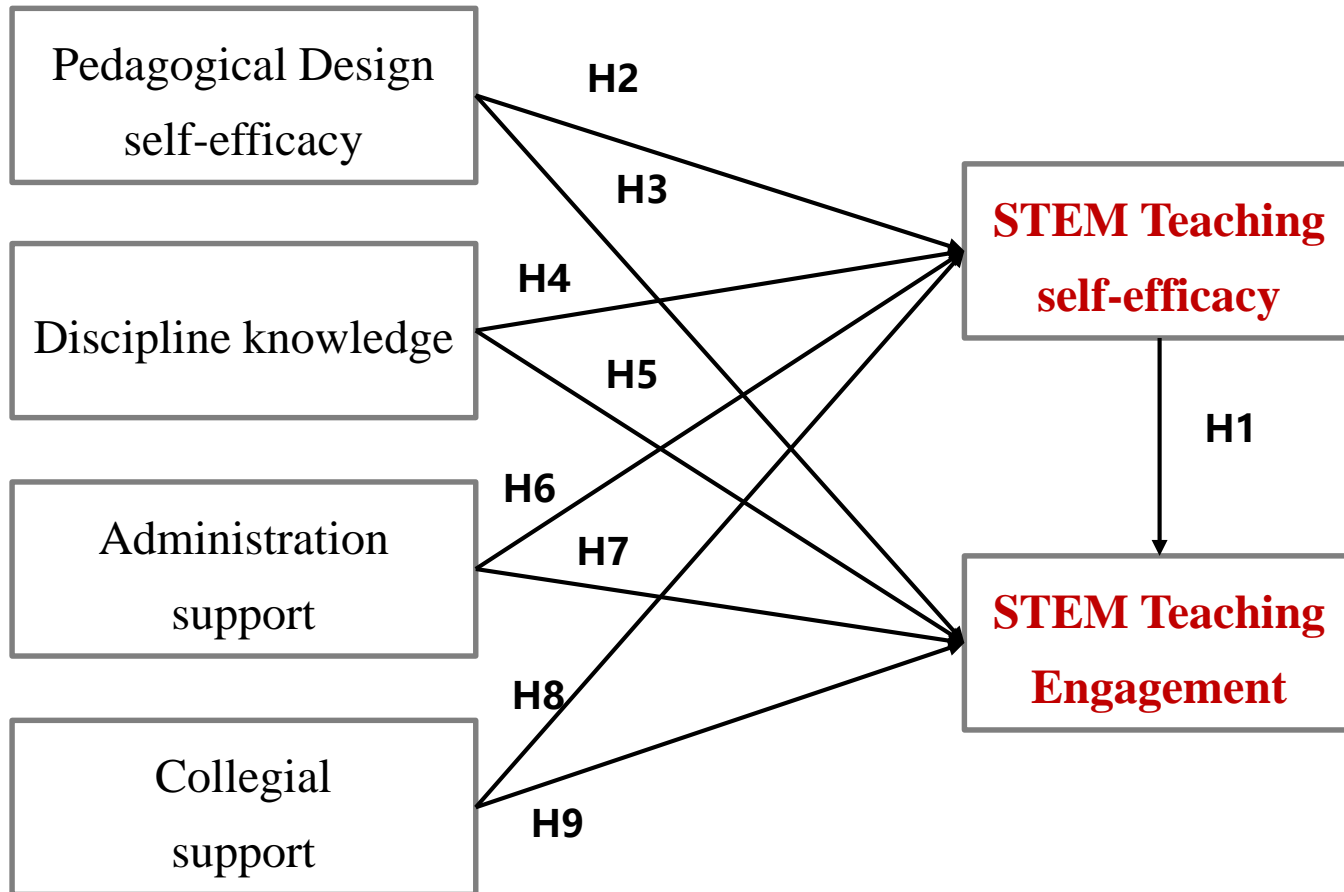 Pedagogical Design
self-efficacy
Discipline knowledge
Administration
support
Collegial
support
H2
H3
H4
H5
H6
H7
H8
H9
STEM Teaching
self-efficacy
H1
STEM Teaching
Engagement